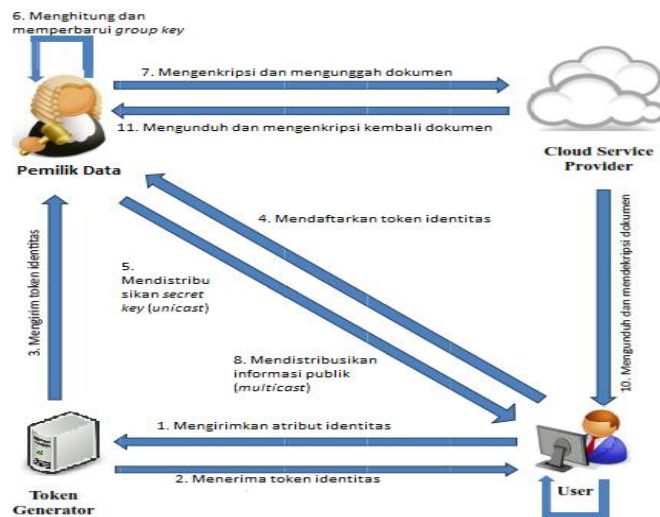 6. Menghitung dan
memperbarui group key
7. Mengenkripsi dan mengunggah dokumen
11. Mengunduh dan mengenkripsi kembali dokumen
Pemilik Data
Cloud Service
Provider
4. Mendaftarkan token identitas
5.
Mendistribu
sikan secret
key (unicast)
3. Mengirim token identitas
10. Mengunduh dan mendekripsi dokumen
8. Mendistribusikan
informasi publik
(multicast)
1. Mengirimkan atribut identitas
2. Menerima token identitas
Token
Generator
User